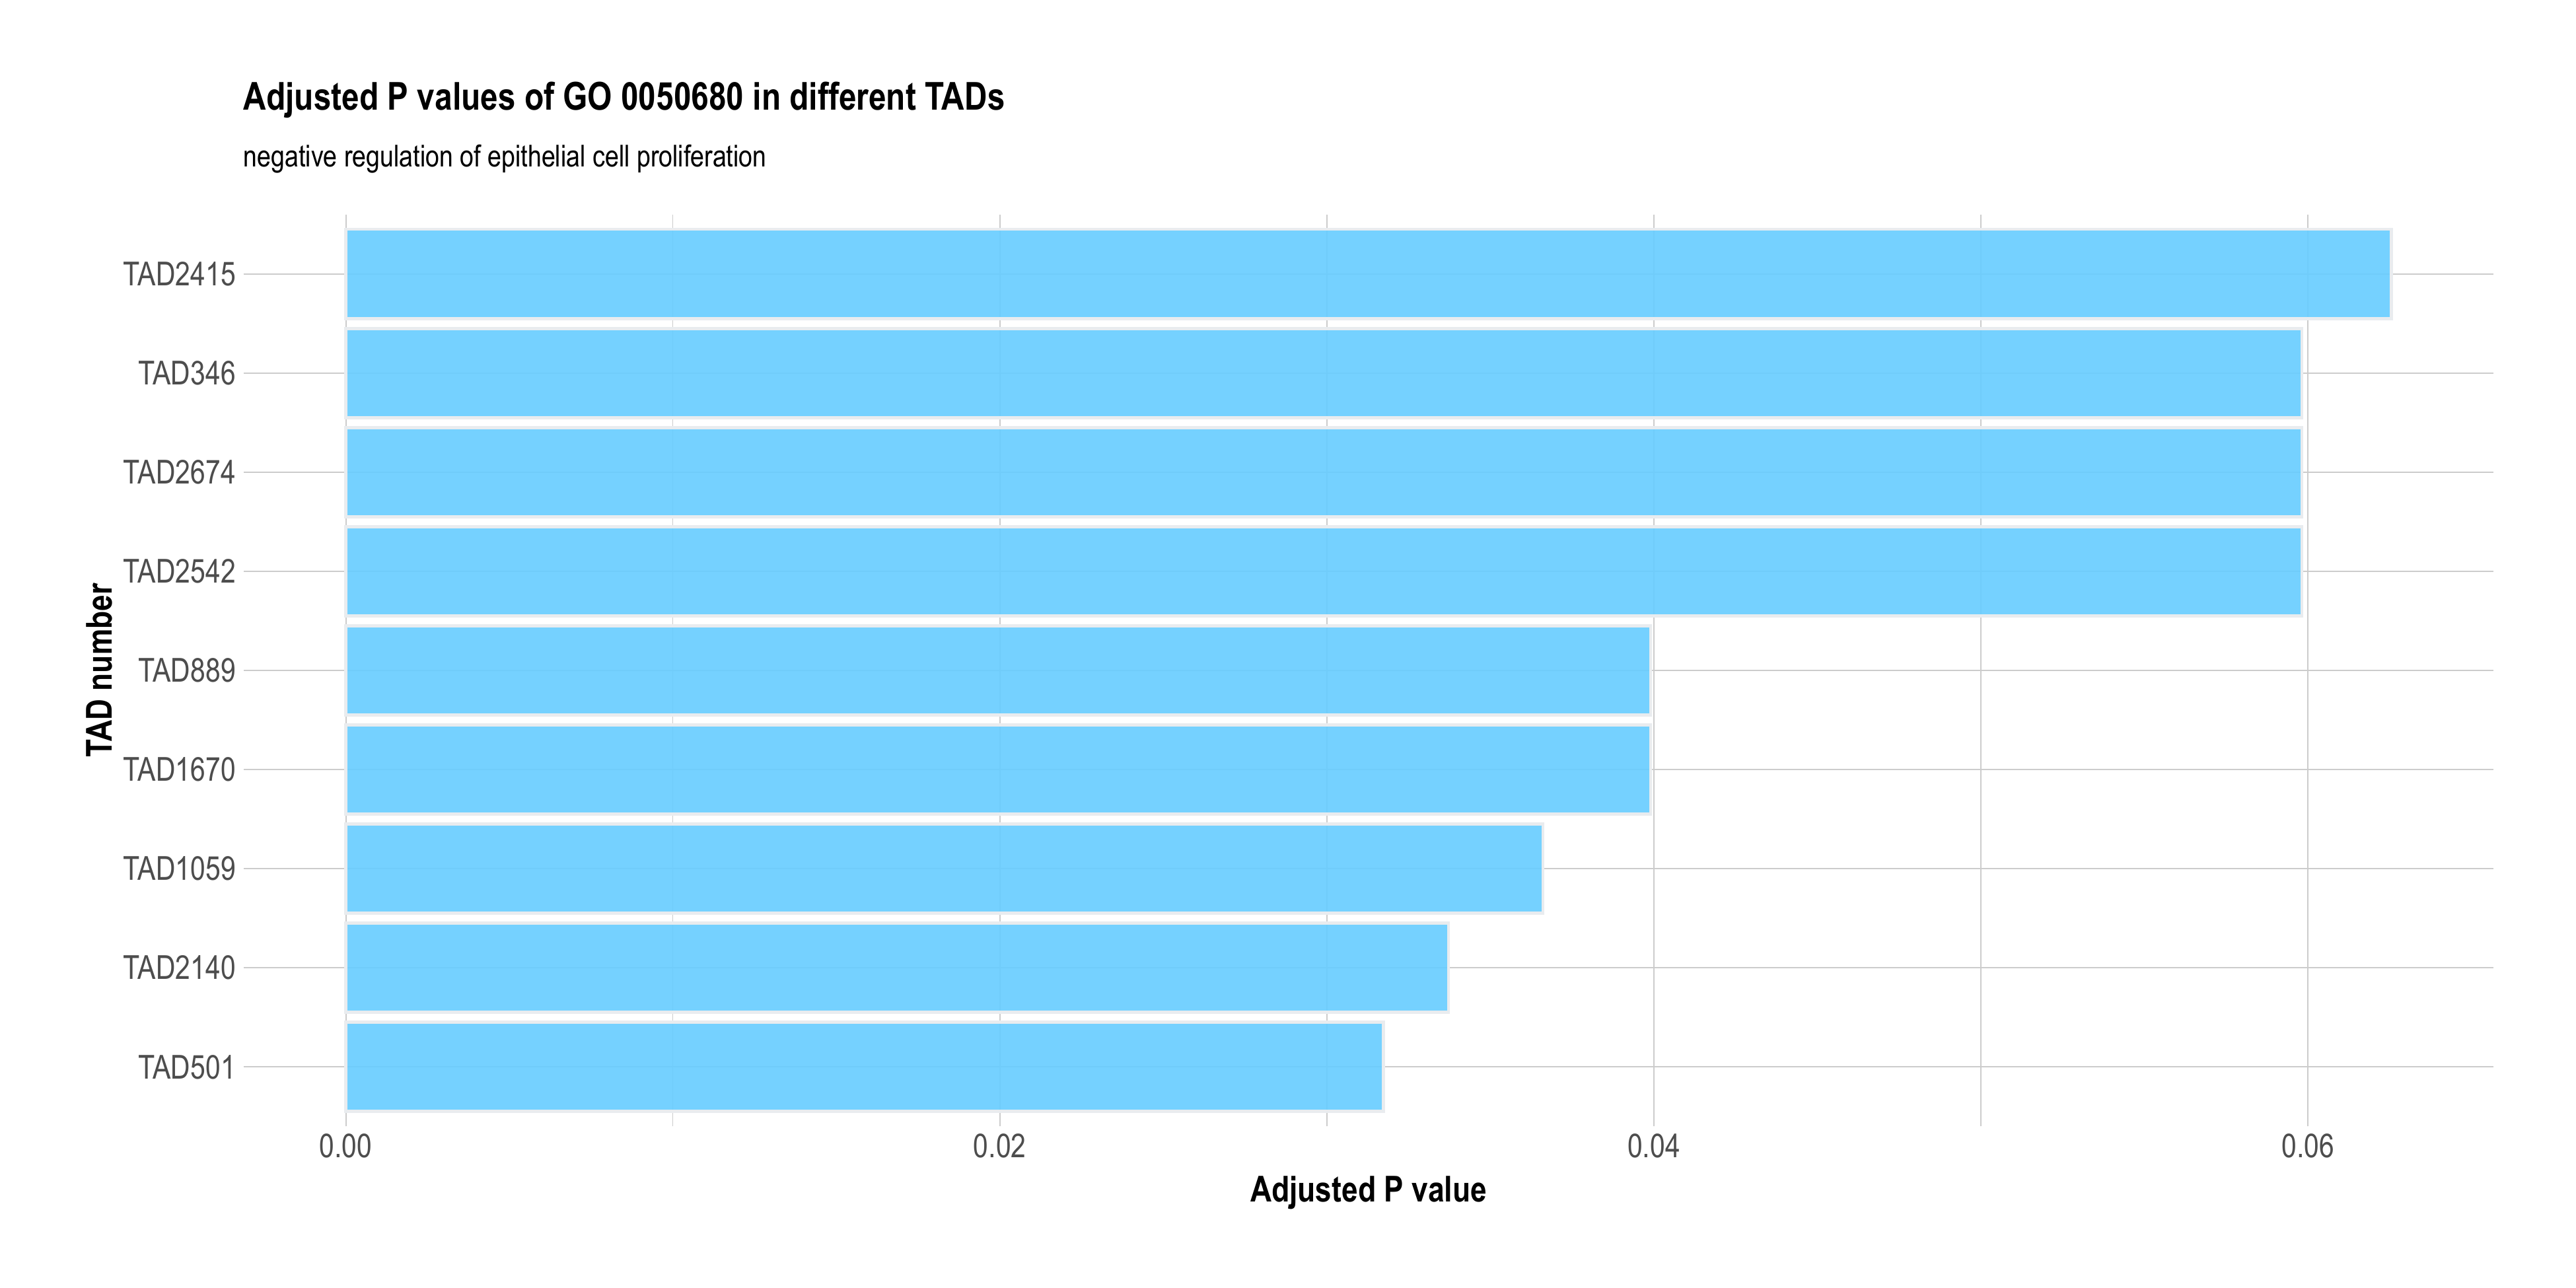 Adjusted P values of GO 0050680 in different TADs
negative regulation of epithelial cell proliferation
TAD number
TAD2415
TAD346
TAD2674
TAD2542
TAD889
TAD1670
TAD1059
TAD2140
TAD501
0.00 0.02 0.04 0.06
Adjusted P value